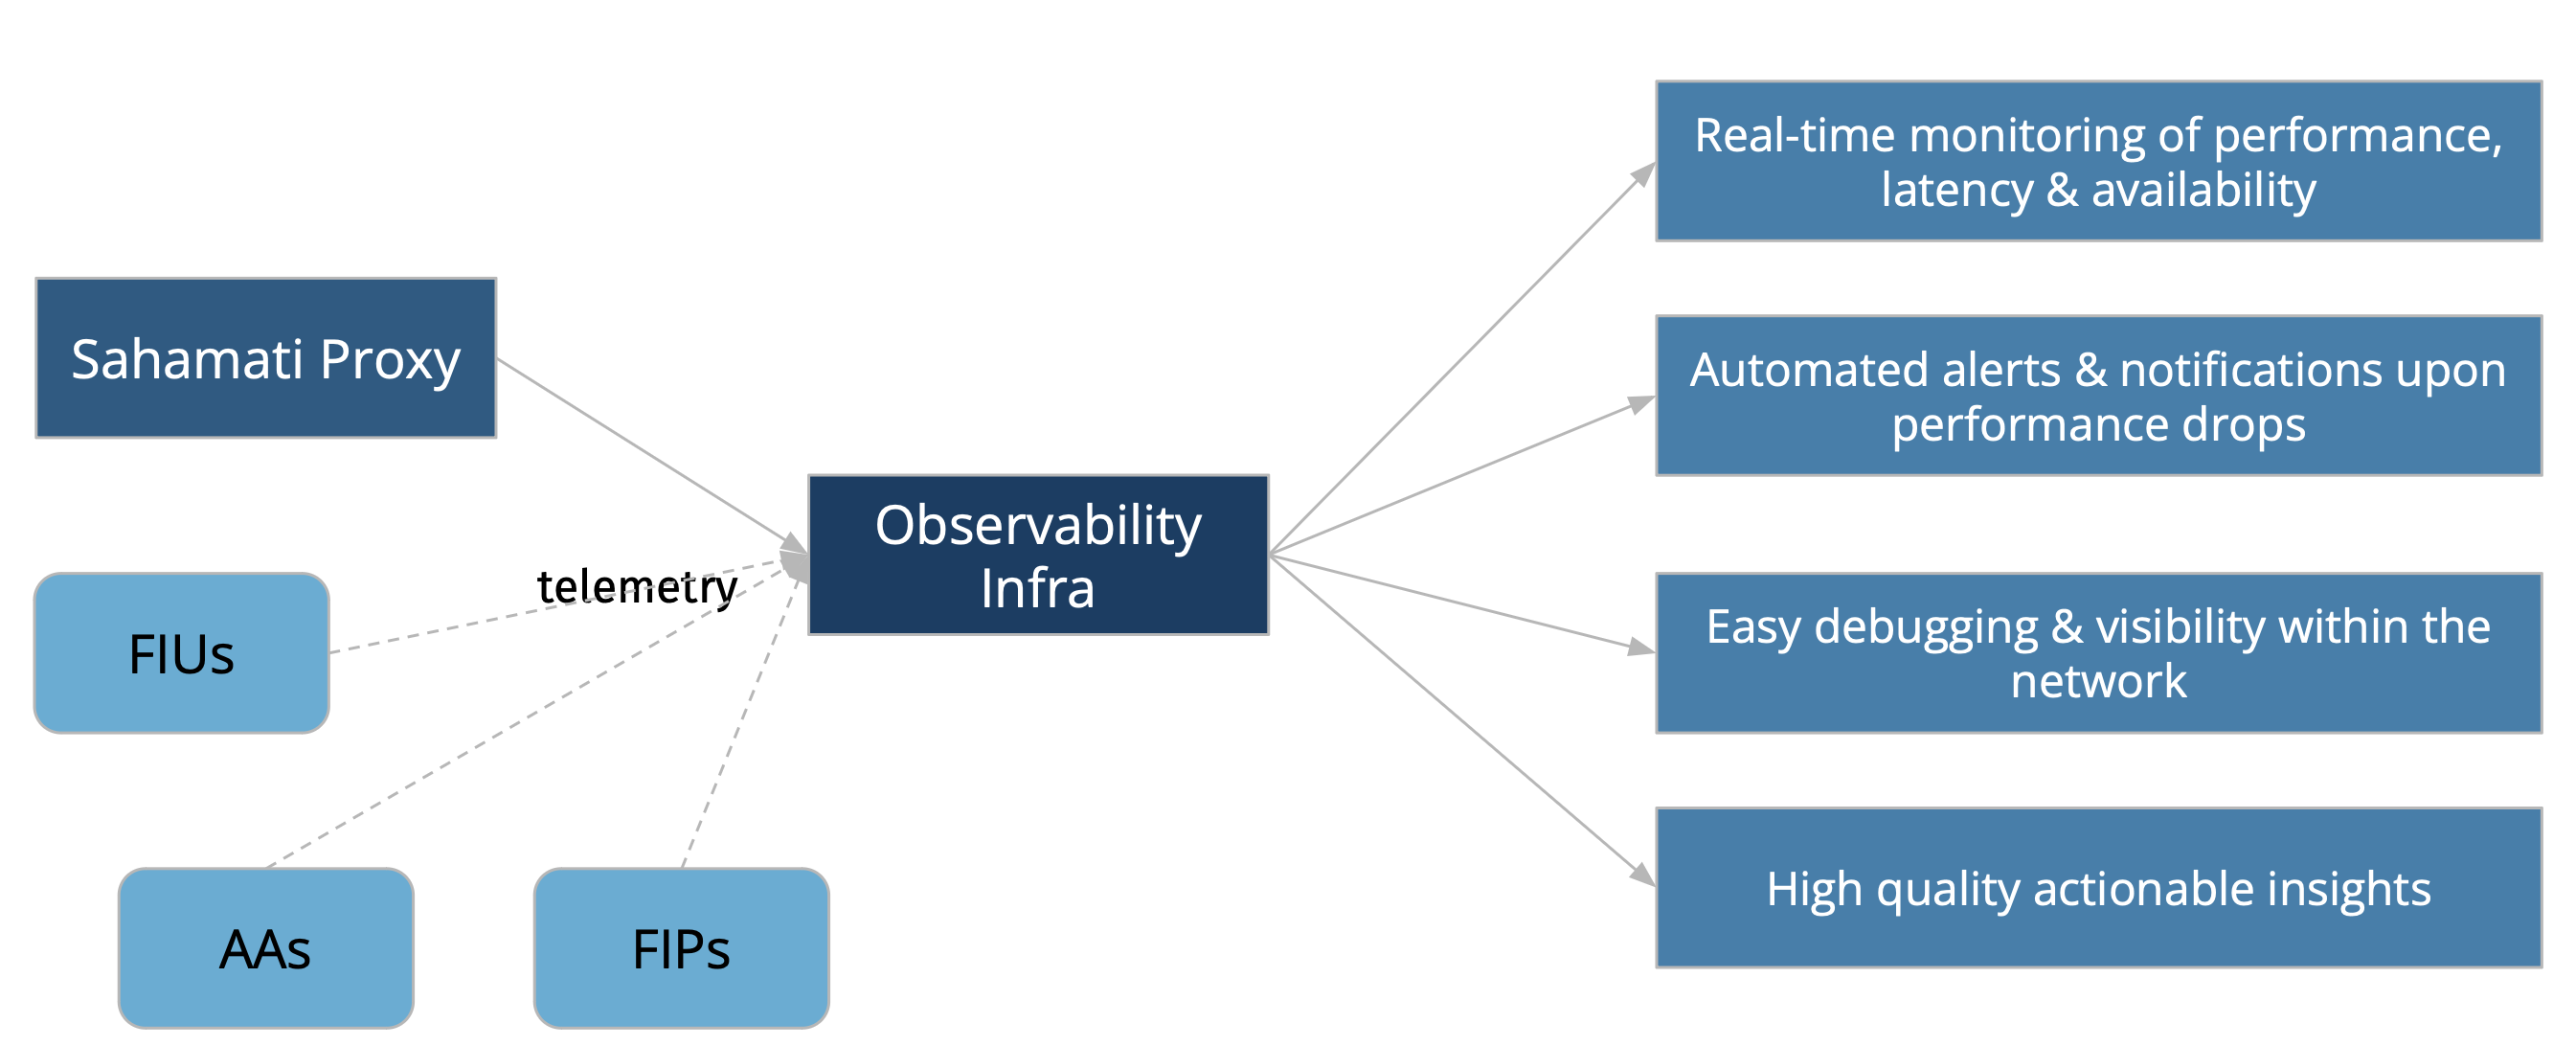 Sahamati Proxy
telemetry
FIUs
AAs
FIPs
Observability
Infra
Real-time monitoring of performance,
latency & availability
Automated alerts & notifications upon
performance drops
Easy debugging & visibility within the
network
High quality actionable insights